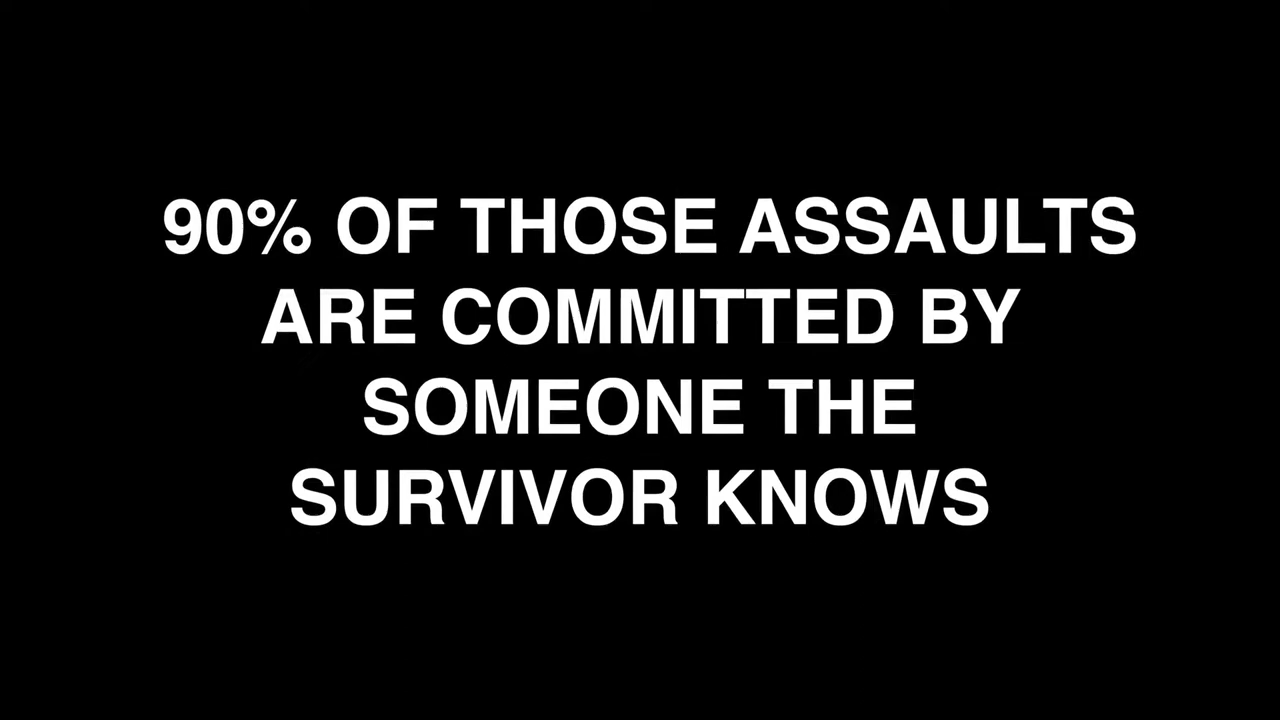 90% OF THOSE ASSAULTS
ARE COMMITTED BY
SOMEONE THE
SURVIVOR KNOWS